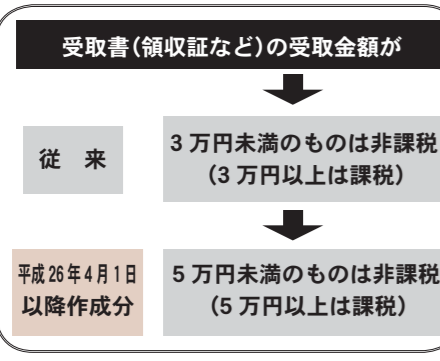 受取書（領収証など）の受取金額が
従　来
3万円未満のものは非課税
（3万円以上は課税）
平成26年4月1日
以降作成分
5万円未満のものは非課税
（5万円以上は課税）